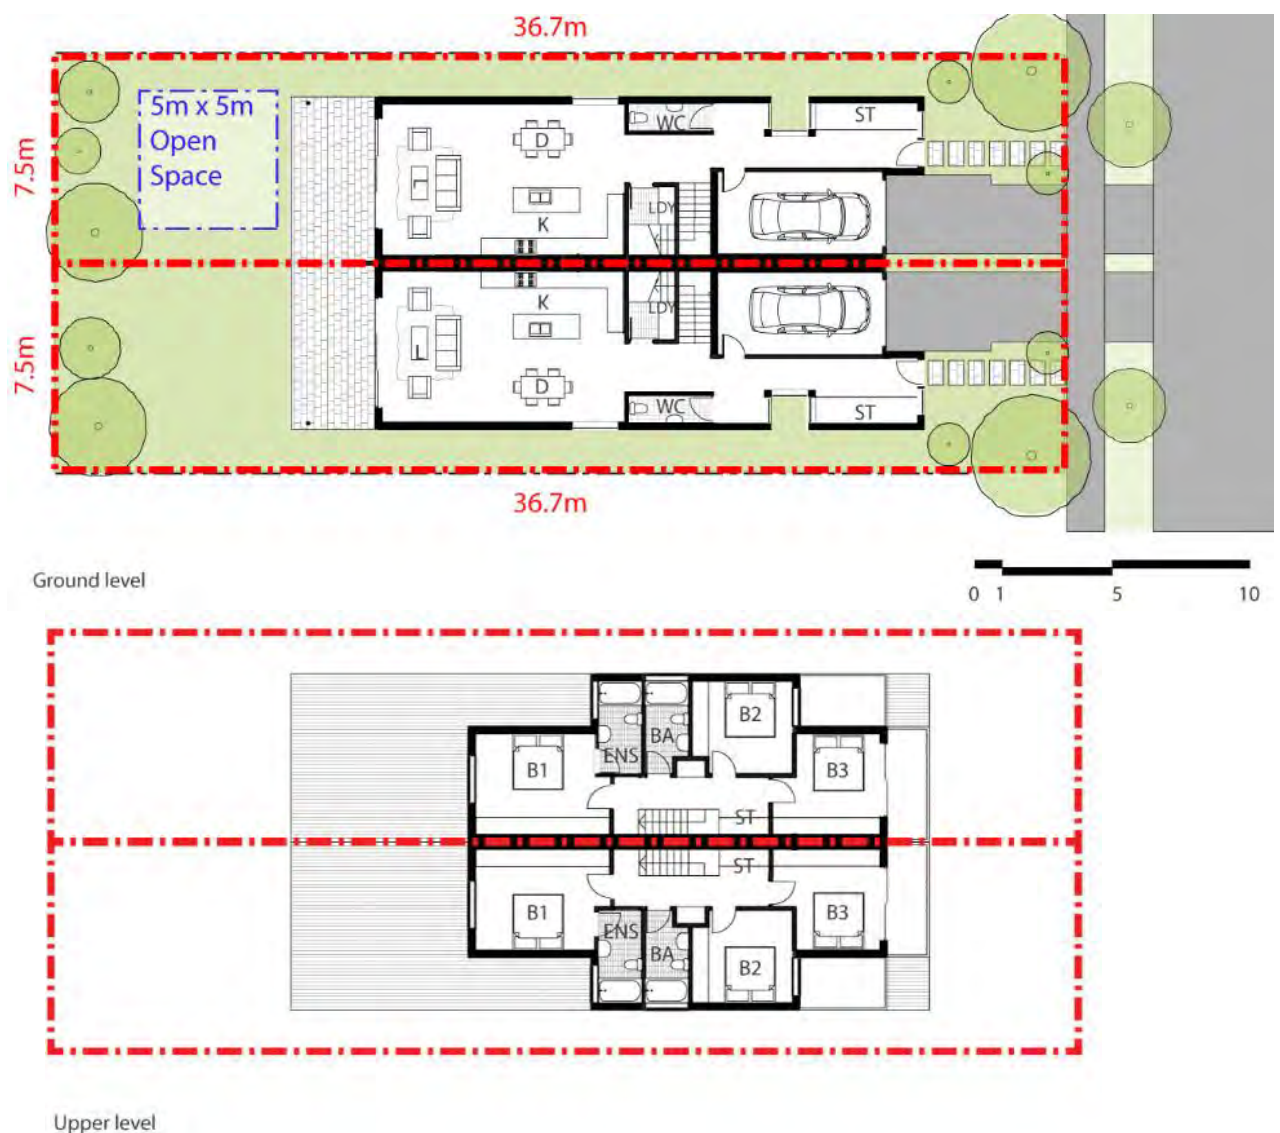 36.7m
5m x 5m
Open
Space
7.5m
WC
ST
D
L
K
LDY
7.5m
K
LDY
L
D
WC
ST
36.7m
Ground level
0 1 5 10
B2
BA
ENS
B1
B3
ST
ST
B1
B3
ENS
BA
B2
Upper level